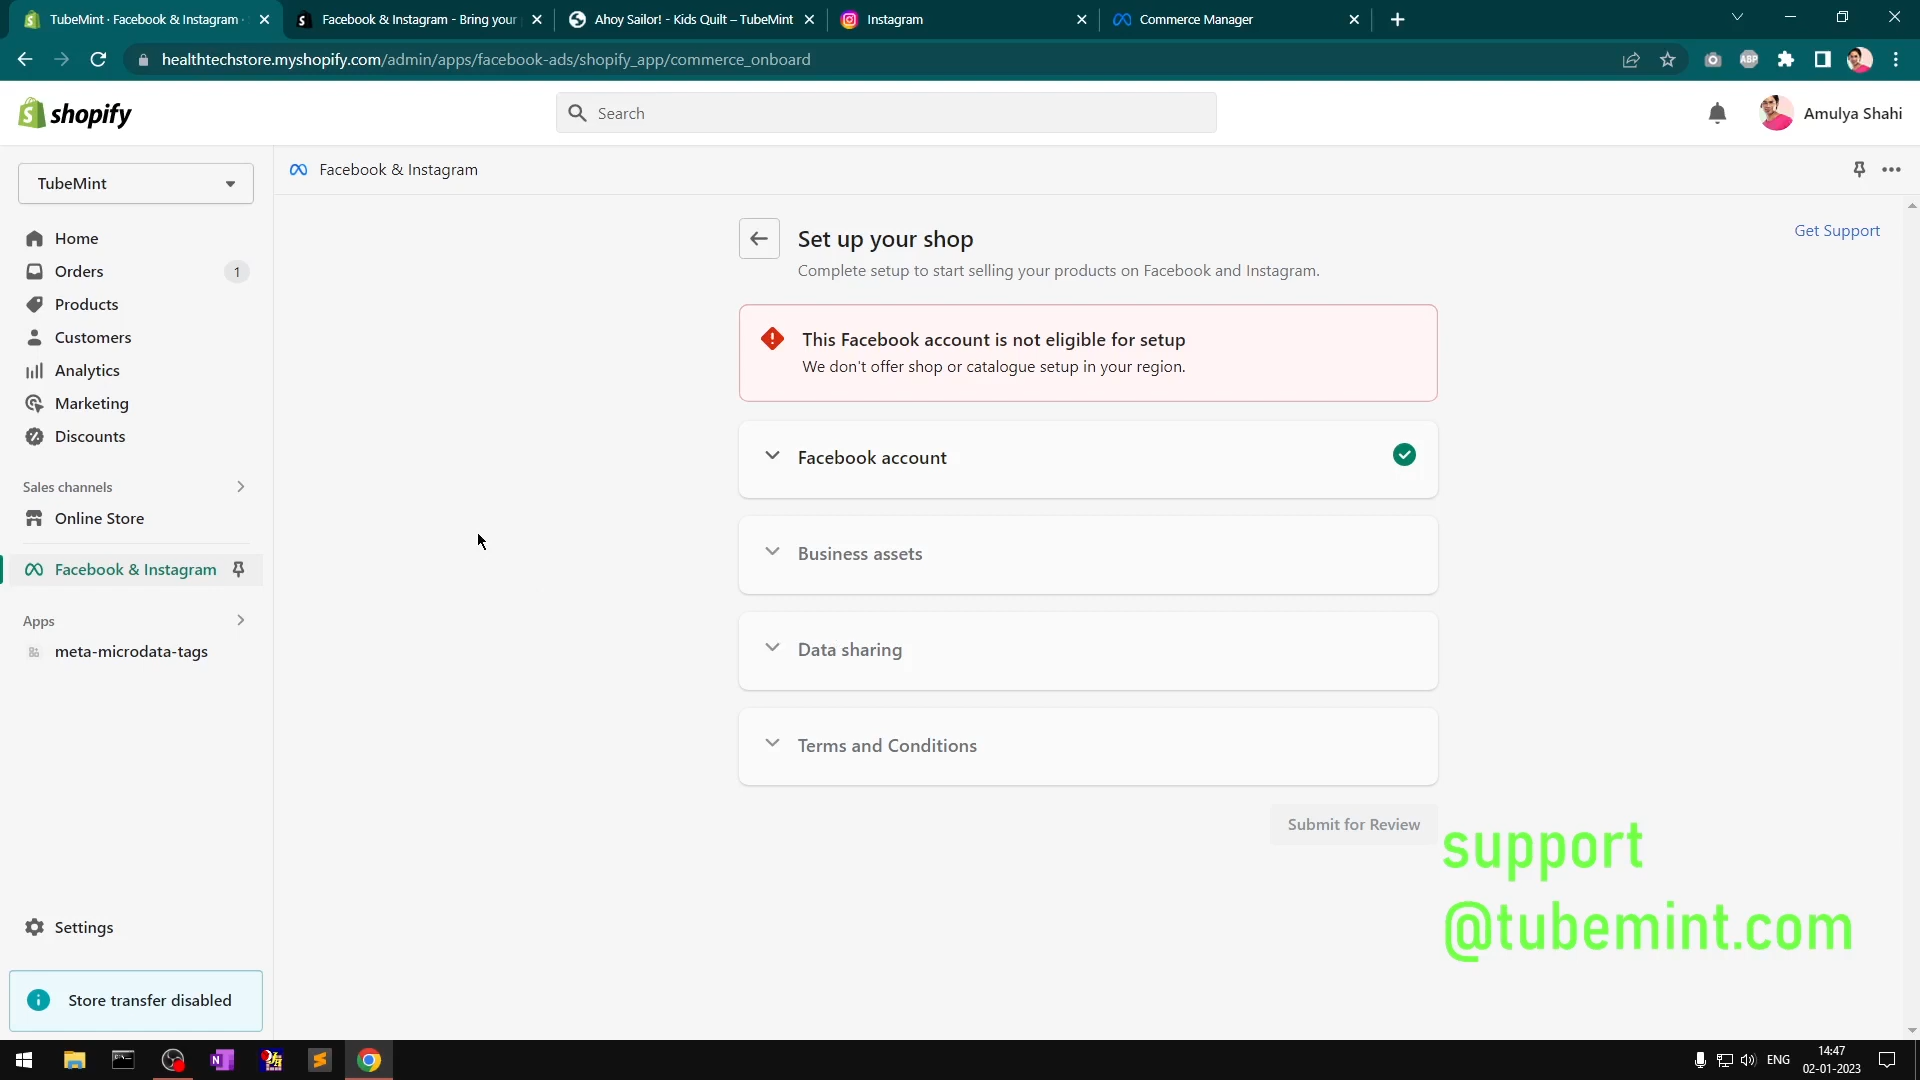 TubeMint · Facebook & Instagram ·
Facebook & Instagram - Bring your
Ahoy Sailor! - Kids Quilt – TubeMint
Instagram
Commerce Manager
healthtechstore.myshopify.com/admin/apps/facebook-ads/shopify_app/commerce_onboard
ABP
shopify
Search
Amulya Shahi
TubeMint
Facebook & Instagram
Home
Orders 1
Products
Customers
Analytics
Marketing
Discounts
Sales channels
Online Store
Facebook & Instagram
Apps
meta-microdata-tags
Settings
Store transfer disabled
Get Support
Set up your shop
Complete setup to start selling your products on Facebook and Instagram.
This Facebook account is not eligible for setup
We don't offer shop or catalogue setup in your region.
Facebook account
Business assets
Data sharing
Terms and Conditions
Submit for Review
support
@tubemint.com
ENG
14:47
02-01-2023